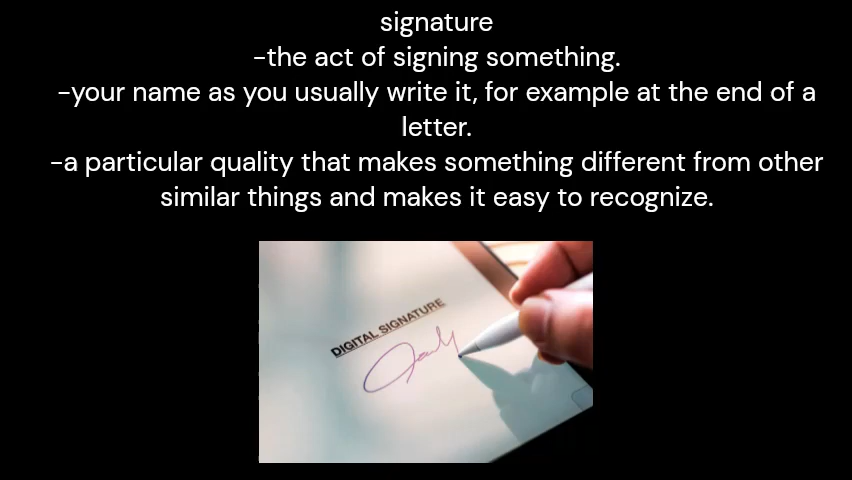 signature
-the act of signing something.
-your name as you usually write it, for example at the end of a
letter.
-a particular quality that makes something different from other
similar things and makes it easy to recognize.
DIGITAL SIGNATURE